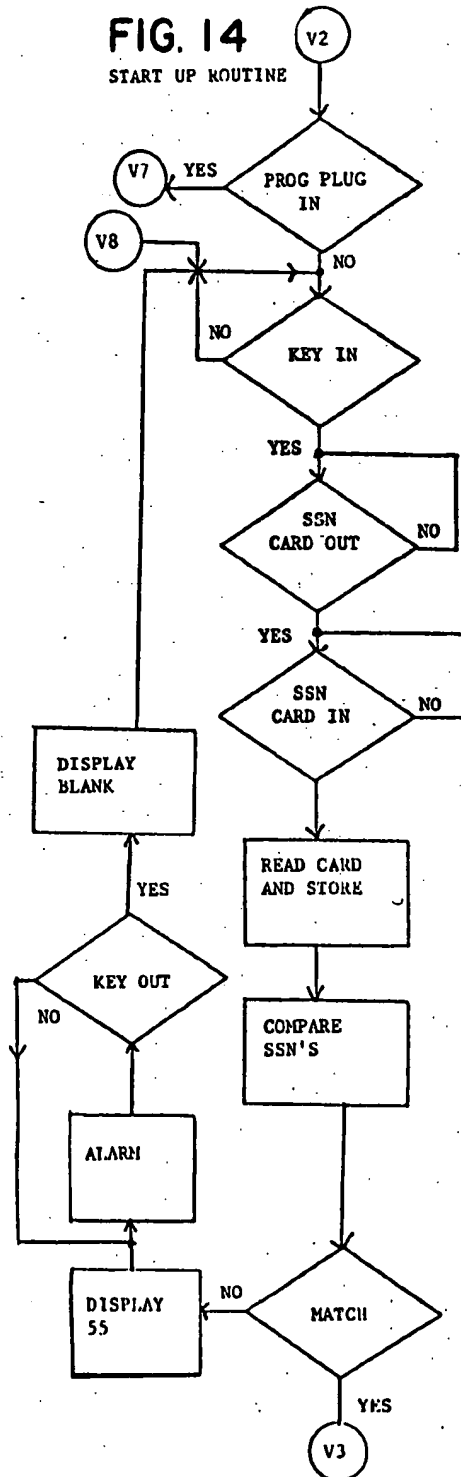 FIG. 14
START UP ROUTINE
V2
PROG PLUG
IN
YES
V7
V8
NO
NO
KEY IN
YES
SSN
CARD OUT
NO
YES
SSN
CARD IN
NO
DISPLAY
BLANK
READ CARD
AND STORE
YES
KEY OUT
NO
COMPARE
SSN'S
ALARM
DISPLAY
55
NO
MATCH
YES
V3